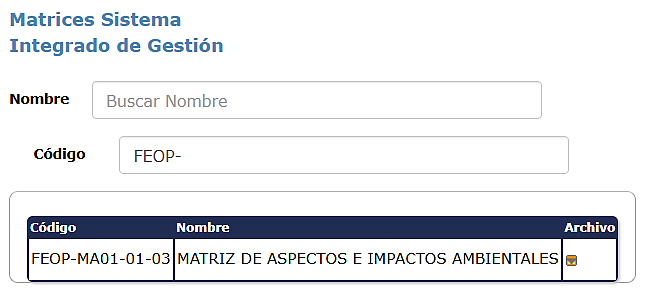 Matrices Sistema
Integrado de Gestión
Nombre Buscar Nombre
Código FEOP-
Código Nombre Archivo
FEOP-MA01-01-03 MATRIZ DE ASPECTOS E IMPACTOS AMBIENTALES